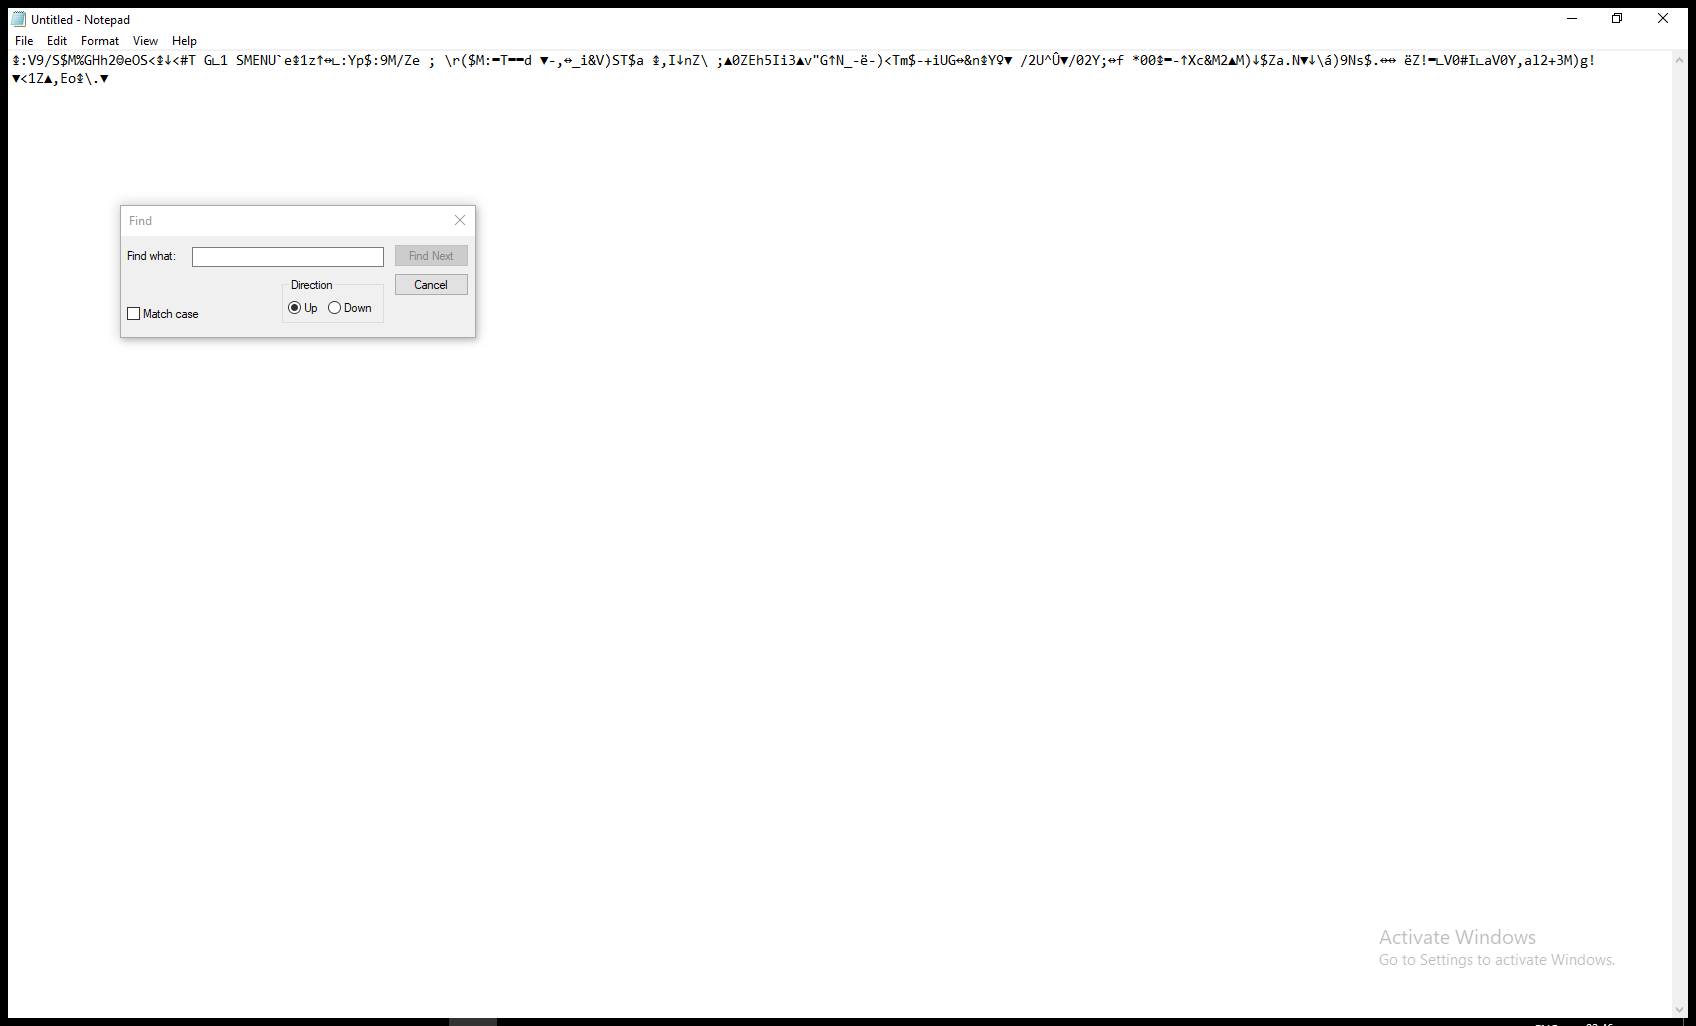 Untitled - Notepad
File Edit Format View Help
↨:V9/S$M%GHh2θeOS<↨↓<#T G∟1 SMENU`e↨1z↑↔∟:Yp$:9M/Ze ; \r($M:▬T▬▬d ▼-,↔_i&V)ST$a ↨,I↓nZ\ ;▲0ZEh5Ii3▲v"G↑N_-ë-)<Tm$-+iUG↔&n↨Y♀▼ /2U^Û▼/02Y;↔f *00↨▬-↑Xc&M2▲M)↓$Za.N▼↓\á)9Ns$.↔↔ ëZ!▬∟V0#I∟aV0Y,al2+3M)g!
▼<1Z▲,Eo↨\.▼
Find
Find what:
Find Next
Direction
Cancel
Up Down
Match case
Activate Windows
Go to Settings to activate Windows.